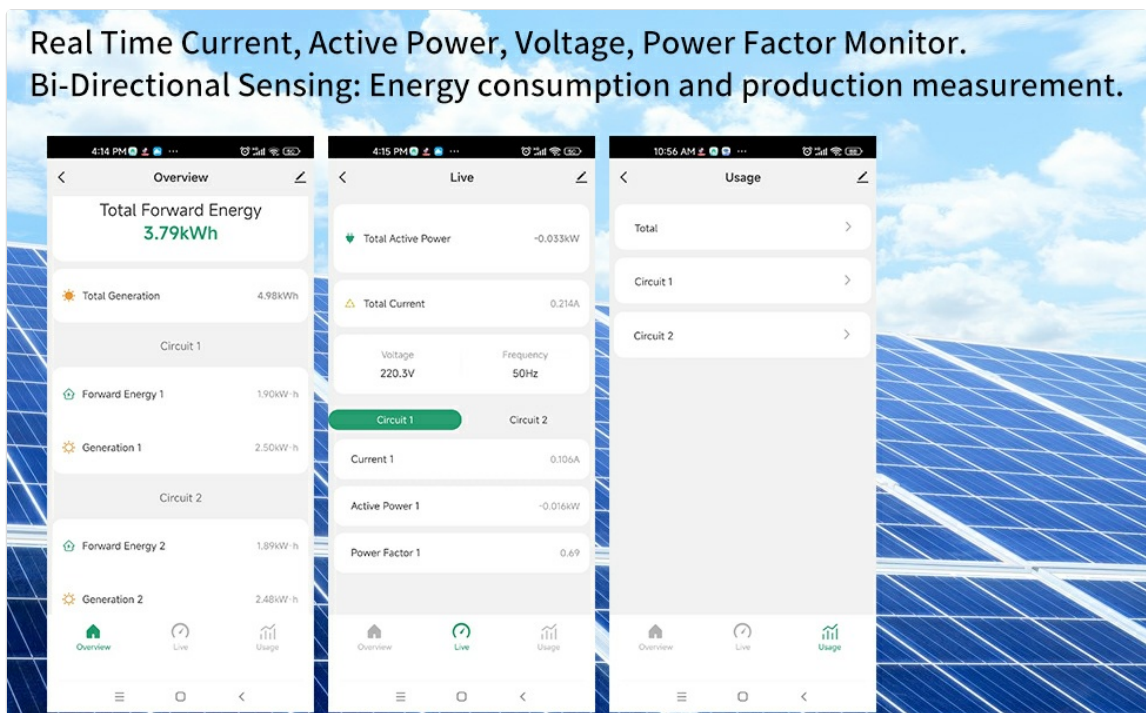 Real Time Current, Active Power, Voltage, Power Factor Monitor.
Bi-Directional Sensing: Energy consumption and production measurement.
4:14 PM
Overview
Total Forward Energy
3.79kWh
Total Generation 4.98kWh
Circuit 1
Forward Energy 1 1.90kW·h
Generation 1 2.50kW·h
Circuit 2
Forward Energy 2 1.89kW·h
Generation 2 2.48kW·h
Overview Live Usage
4:15 PM
Live
Total Active Power -0.033kW
Total Current 0.214A
Voltage Frequency
220.3V 50Hz
Circuit 1 Circuit 2
Current 1 0.106A
Active Power 1 -0.016kW
Power Factor 1 0.69
Overview Live Usage
10:56 AM
Usage
Total
Circuit 1
Circuit 2
Overview Live Usage